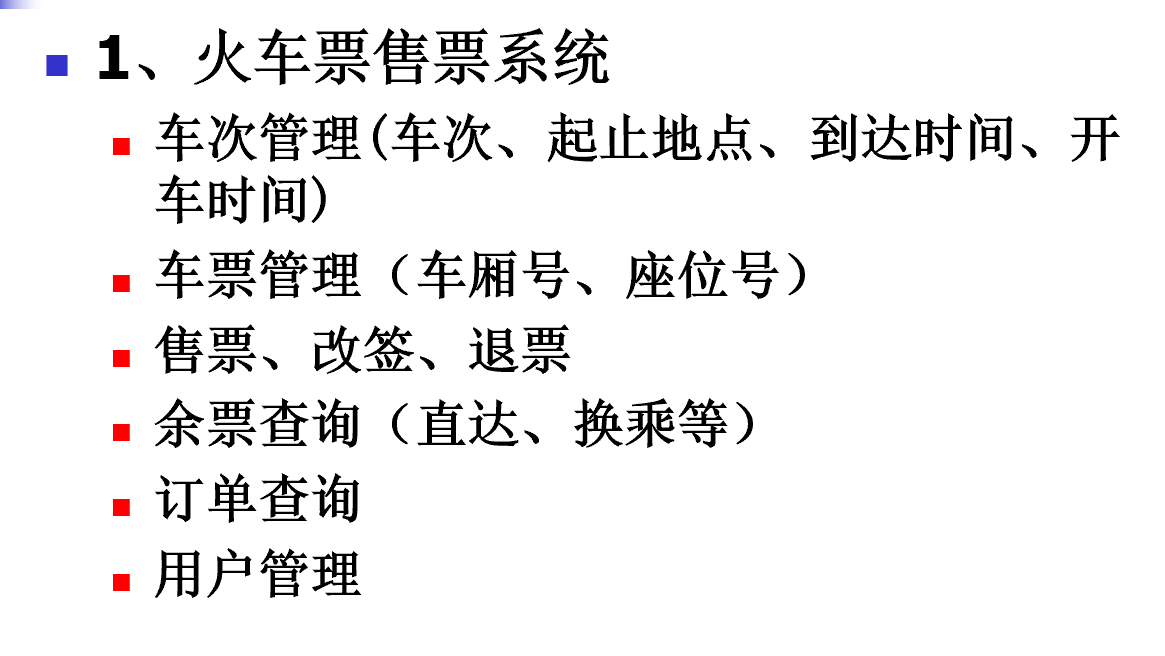 1、火车票售票系统
车次管理(车次、起止地点、到达时间、开
车时间)
车票管理（车厢号、座位号）
售票、改签、退票
余票查询（直达、换乘等）
订单查询
用户管理